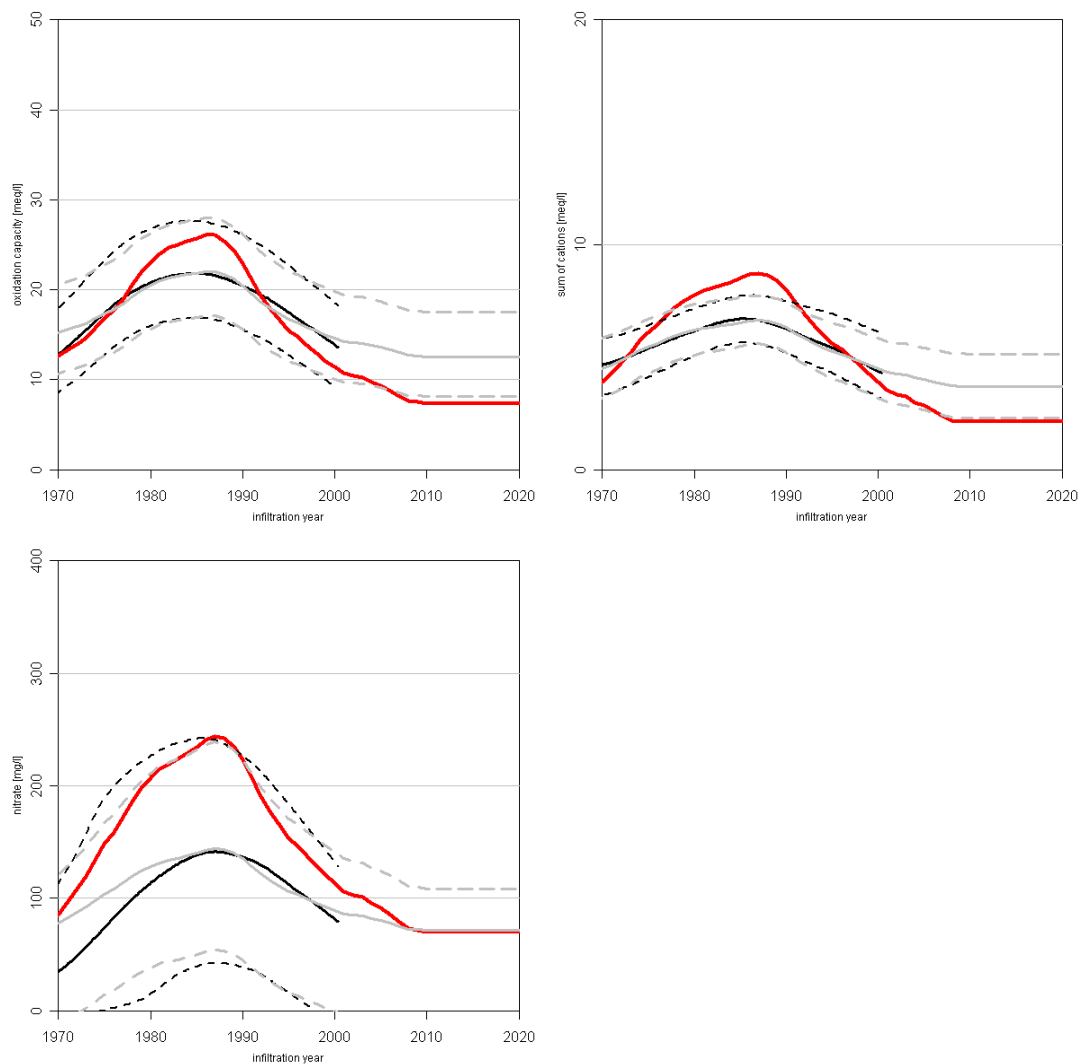 50
40
30
20
10
0
oxidation capacity [meq/l]
1970 1980 1990 2000 2010 2020
infiltration year
20
10
0
sum of cations [meq/l]
1970 1980 1990 2000 2010 2020
infiltration year
400
300
200
100
0
nitrate [mg/l]
1970 1980 1990 2000 2010 2020
infiltration year